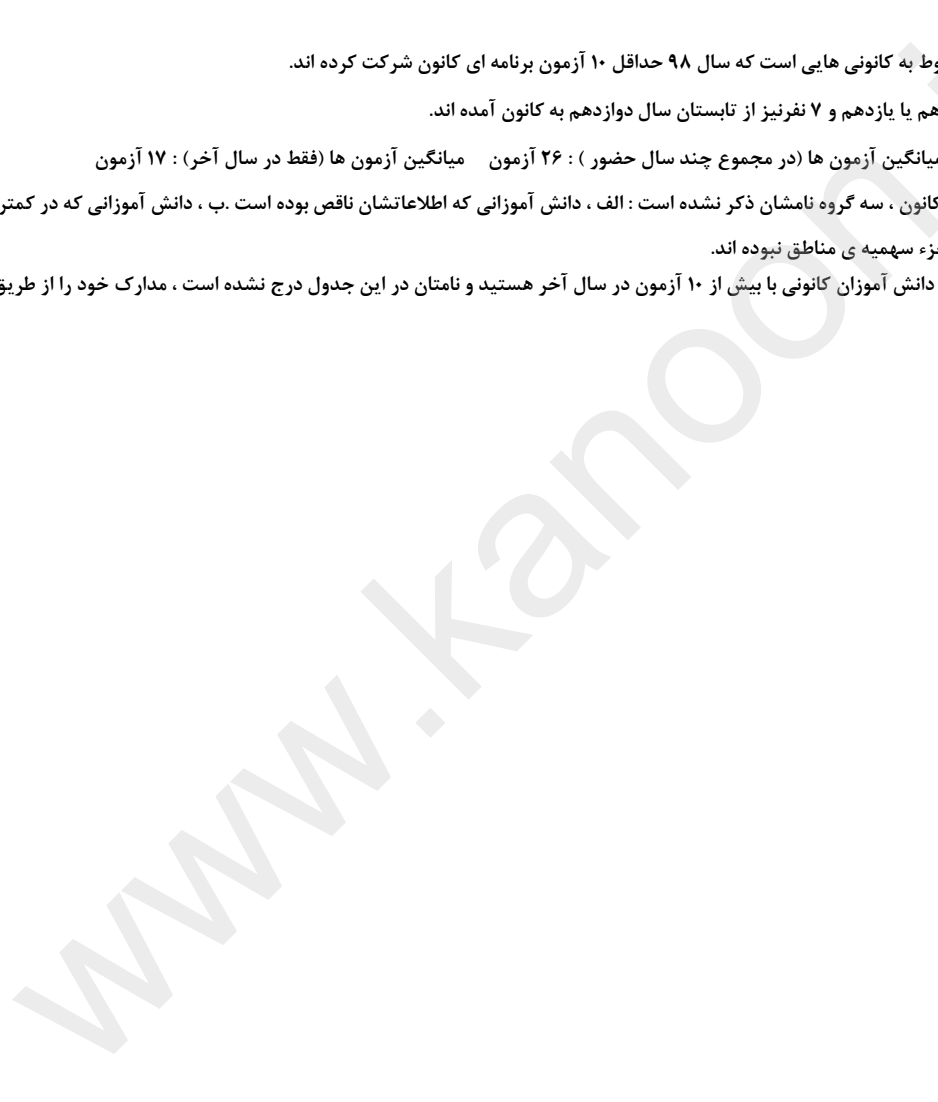 وط به کانونی هایی است که سال ۹۸ حداقل ۱۰ آزمون برنامه ای کانون شرکت کرده اند.
هم یا یازدهم و ۷ نفرنیز از تابستان سال دوازدهم به کانون آمده اند.
میانگین آزمون ها (در مجموع چند سال حضور ) : ۲۶ آزمون میانگین آزمون ها (فقط در سال آخر) : ۱۷ آزمون
کانون ، سه گروه نامشان ذکر نشده است : الف ، دانش آموزانی که اطلاعاتشان ناقص بوده است .ب ، دانش آموزانی که در کمتر
زء سهمیه ی مناطق نبوده اند.
دانش آموزان کانونی با بیش از ۱۰ آزمون در سال آخر هستید و نامتان در این جدول درج نشده است ، مدارک خود را از طریق
www.kanoon